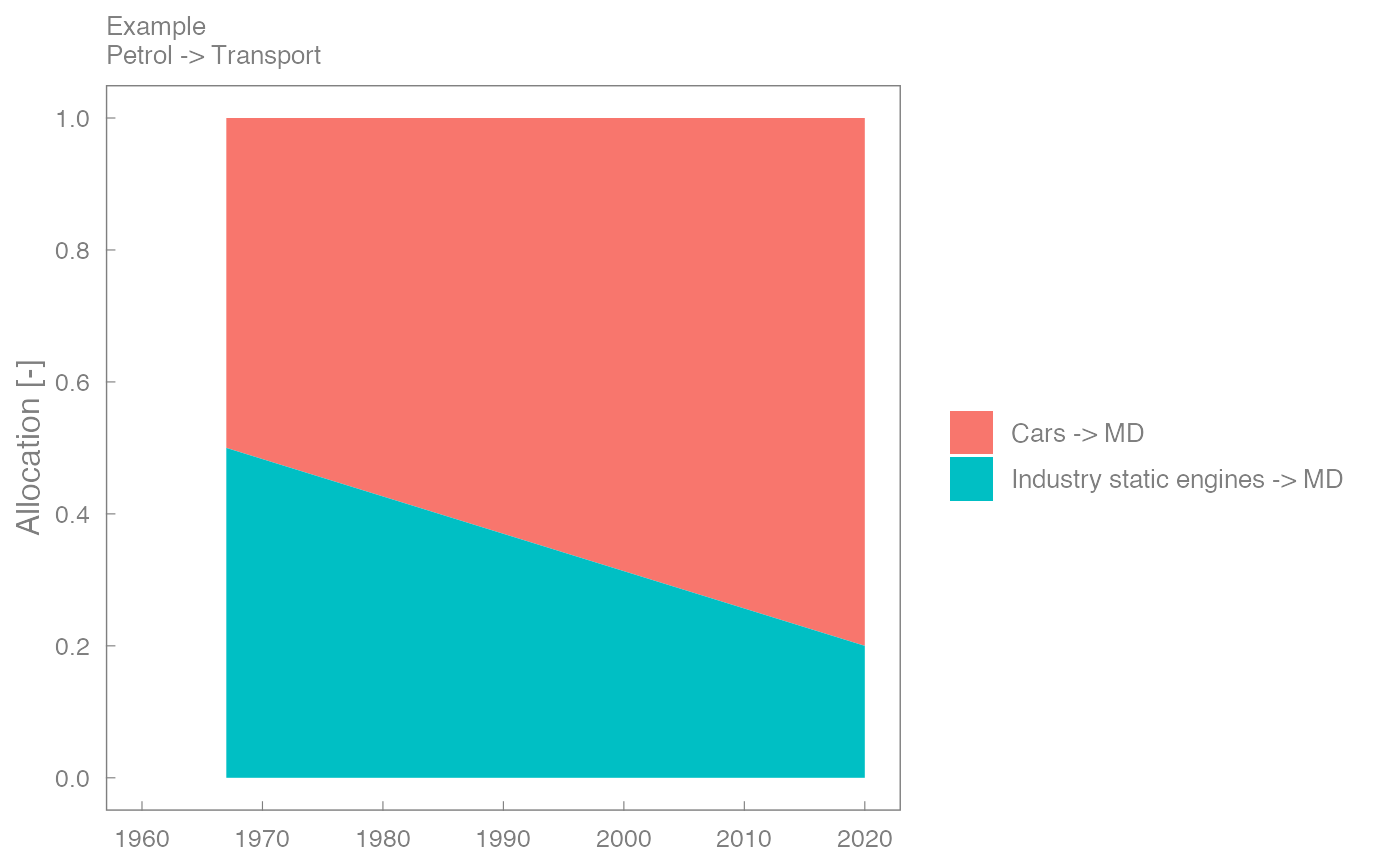 Example
Petrol -> Transport
Allocation [-]
1.0
0.8
0.6
0.4
0.2
0.0
1960 1970 1980 1990 2000 2010 2020
Cars -> MD
Industry static engines -> MD